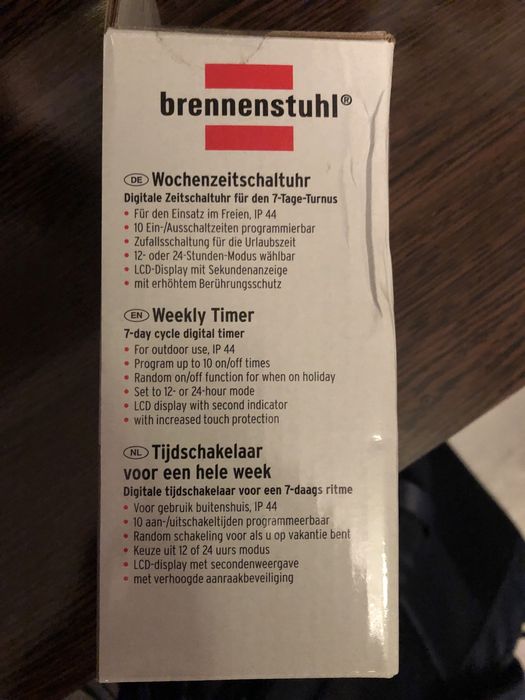 brennenstuhl®
DE Wochenzeitschaltuhr
Digitale Zeitschaltuhr für den 7-Tage-Turnus
• Für den Einsatz im Freien, IP 44
• 10 Ein-/Ausschaltzeiten programmierbar
• Zufallsschaltung für die Urlaubszeit
• 12- oder 24-Stunden-Modus wählbar
• LCD-Display mit Sekundenanzeige
• mit erhöhtem Berührungsschutz
EN Weekly Timer
7-day cycle digital timer
• For outdoor use, IP 44
• Program up to 10 on/off times
• Random on/off function for when on holiday
• Set to 12- or 24-hour mode
• LCD display with second indicator
• with increased touch protection
NL Tijdschakelaar
voor een hele week
Digitale tijdschakelaar voor een 7-daags ritme
• Voor gebruik buitenshuis, IP 44
• 10 aan-/uitschakeltijden programmeerbaar
• Random schakeling voor als u op vakantie bent
• Keuze uit 12 of 24 uurs modus
• LCD-display met secondenweergave
• met verhoogde aanraakbeveiliging